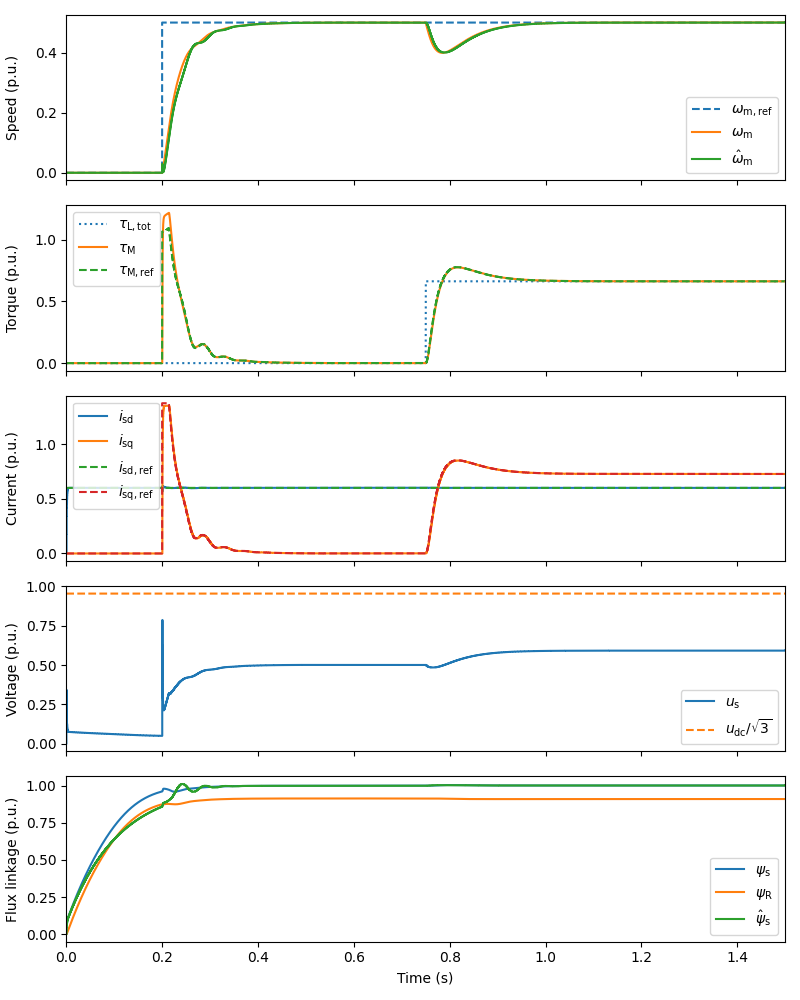 Speed (p.u.)
0.4
0.2
0.0
ω_m,ref
ω_m
ω̂_m
Torque (p.u.)
1.0
0.5
0.0
τ_L,tot
τ_M
τ_M,ref
Current (p.u.)
1.0
0.5
0.0
i_sd
i_sq
i_sd,ref
i_sq,ref
Voltage (p.u.)
1.00
0.75
0.50
0.25
0.00
u_s
u_dc/√3
Flux linkage (p.u.)
1.00
0.75
0.50
0.25
0.00
ψ_s
ψ_R
ψ̂_s
0.0 0.2 0.4 0.6 0.8 1.0 1.2 1.4
Time (s)